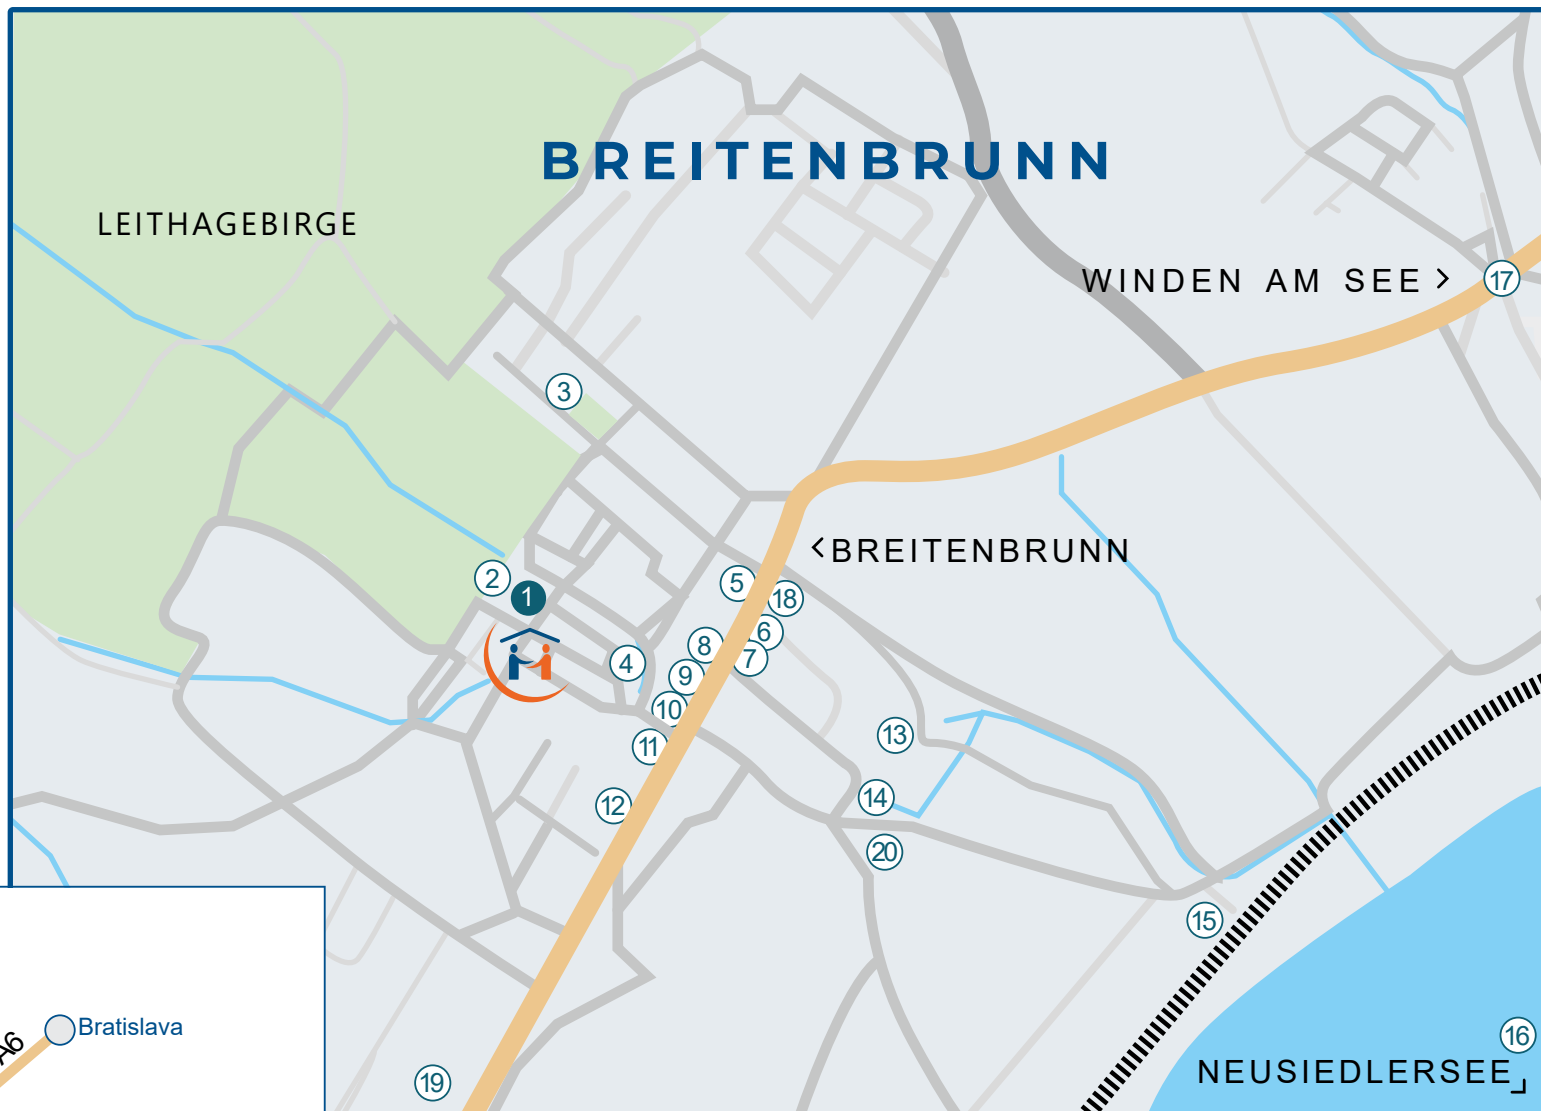 BREITENBRUNN
LEITHAGEBIRGE
WINDEN AM SEE >
17
3
<BREITENBRUNN
2
1
5
18
6
8
7
4
9
10
13
11
14
12
20
15
A6
Bratislava
16
NEUSIEDLERSEE
19